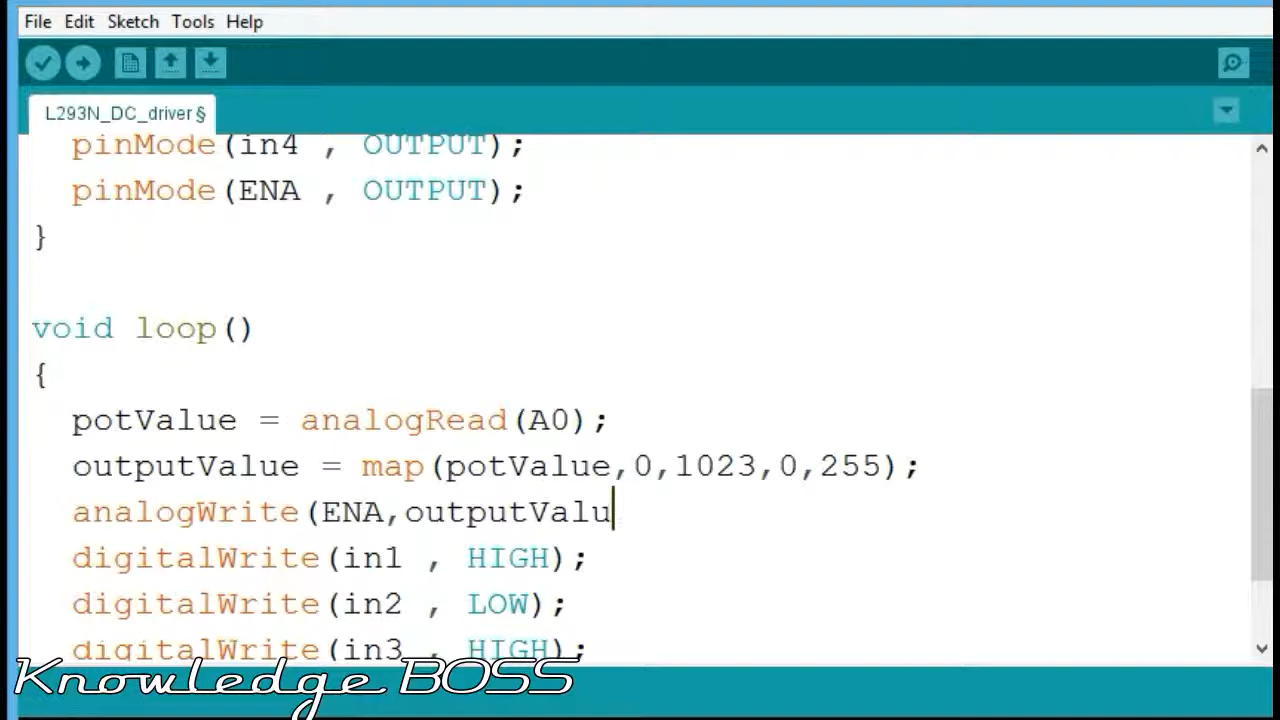 File Edit Sketch Tools Help
L293N_DC_driver §
pinMode(in4 , OUTPUT);
pinMode(ENA , OUTPUT);
}
void loop()
{
potValue = analogRead(A0);
outputValue = map(potValue,0,1023,0,255);
analogWrite(ENA,outputValu
digitalWrite(in1 , HIGH);
digitalWrite(in2 , LOW);
digitalWrite(in3 , HIGH);
Knowledge BOSS